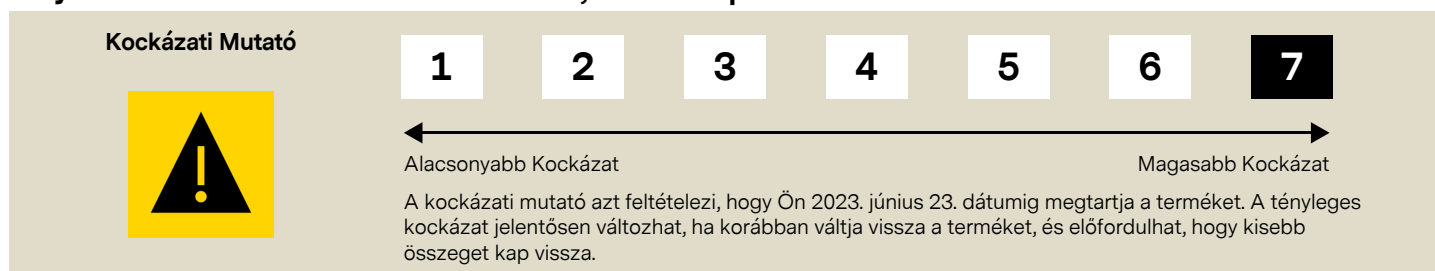 Kockázati Mutató
1 2 3 4 5 6 7
Alacsonyabb Kockázat Magasabb Kockázat
A kockázati mutató azt feltételezi, hogy Ön 2023. június 23. dátumig megtartja a terméket. A tényleges
kockázat jelentősen változhat, ha korábban váltja vissza a terméket, és előfordulhat, hogy kisebb
összeget kap vissza.